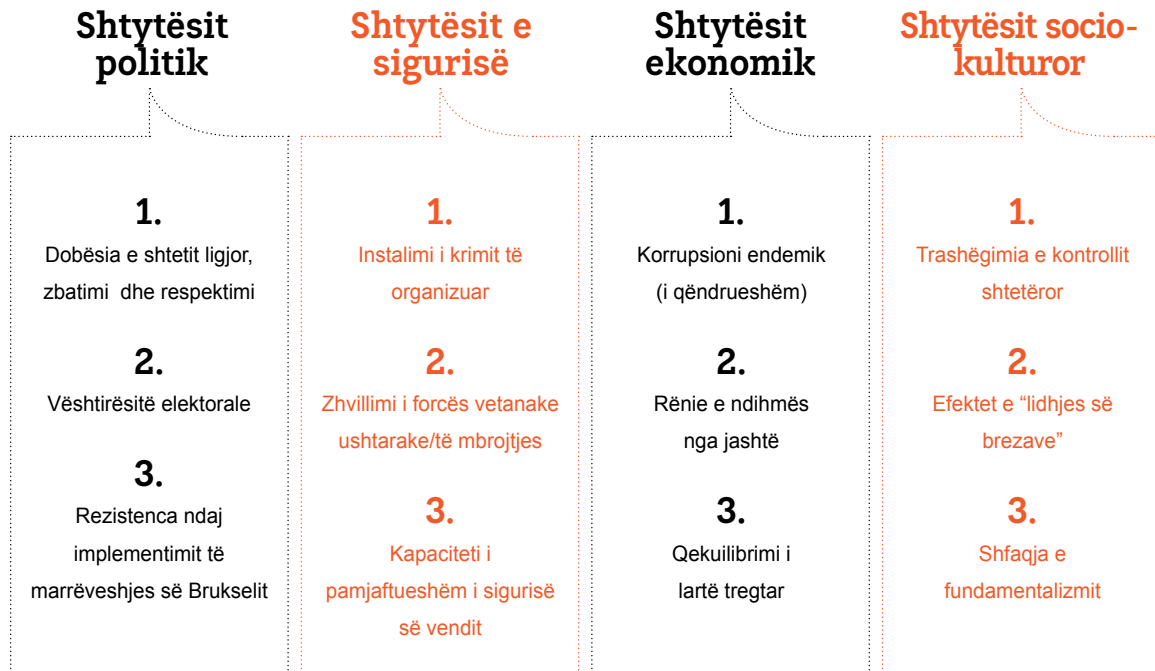 Shtytësit
politik
1.
Dobësia e shtetit ligjor,
zbatimi dhe respektimi
2.
Vështirësitë elektorale
3.
Rezistenca ndaj
implementimit të
marrëveshjes së Brukselit
Shtytësit e
sigurisë
1.
Instalimi i krimit të
organizuar
2.
Zhvillimi i forcës vetanake
ushtarake/të mbrojtjes
3.
Kapaciteti i
pamjaftueshëm i sigurisë
së vendit
Shtytësit
ekonomik
1.
Korrupsioni endemik
(i qëndrueshëm)
2.
Rënie e ndihmës
nga jashtë
3.
Qekuilibrimi i
lartë tregtar
Shtytësit socio-
kulturor
1.
Trashëgimia e kontrollit
shtetëror
2.
Efektet e “lidhjes së
brezave”
3.
Shfaqja e
fundamentalizmit